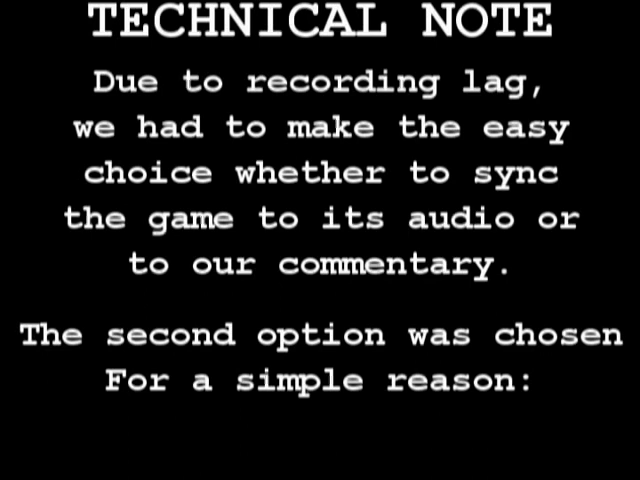 TECHNICAL NOTE
Due to recording lag,
we had to make the easy
choice whether to sync
the game to its audio or
to our commentary.
The second option was chosen
For a simple reason: